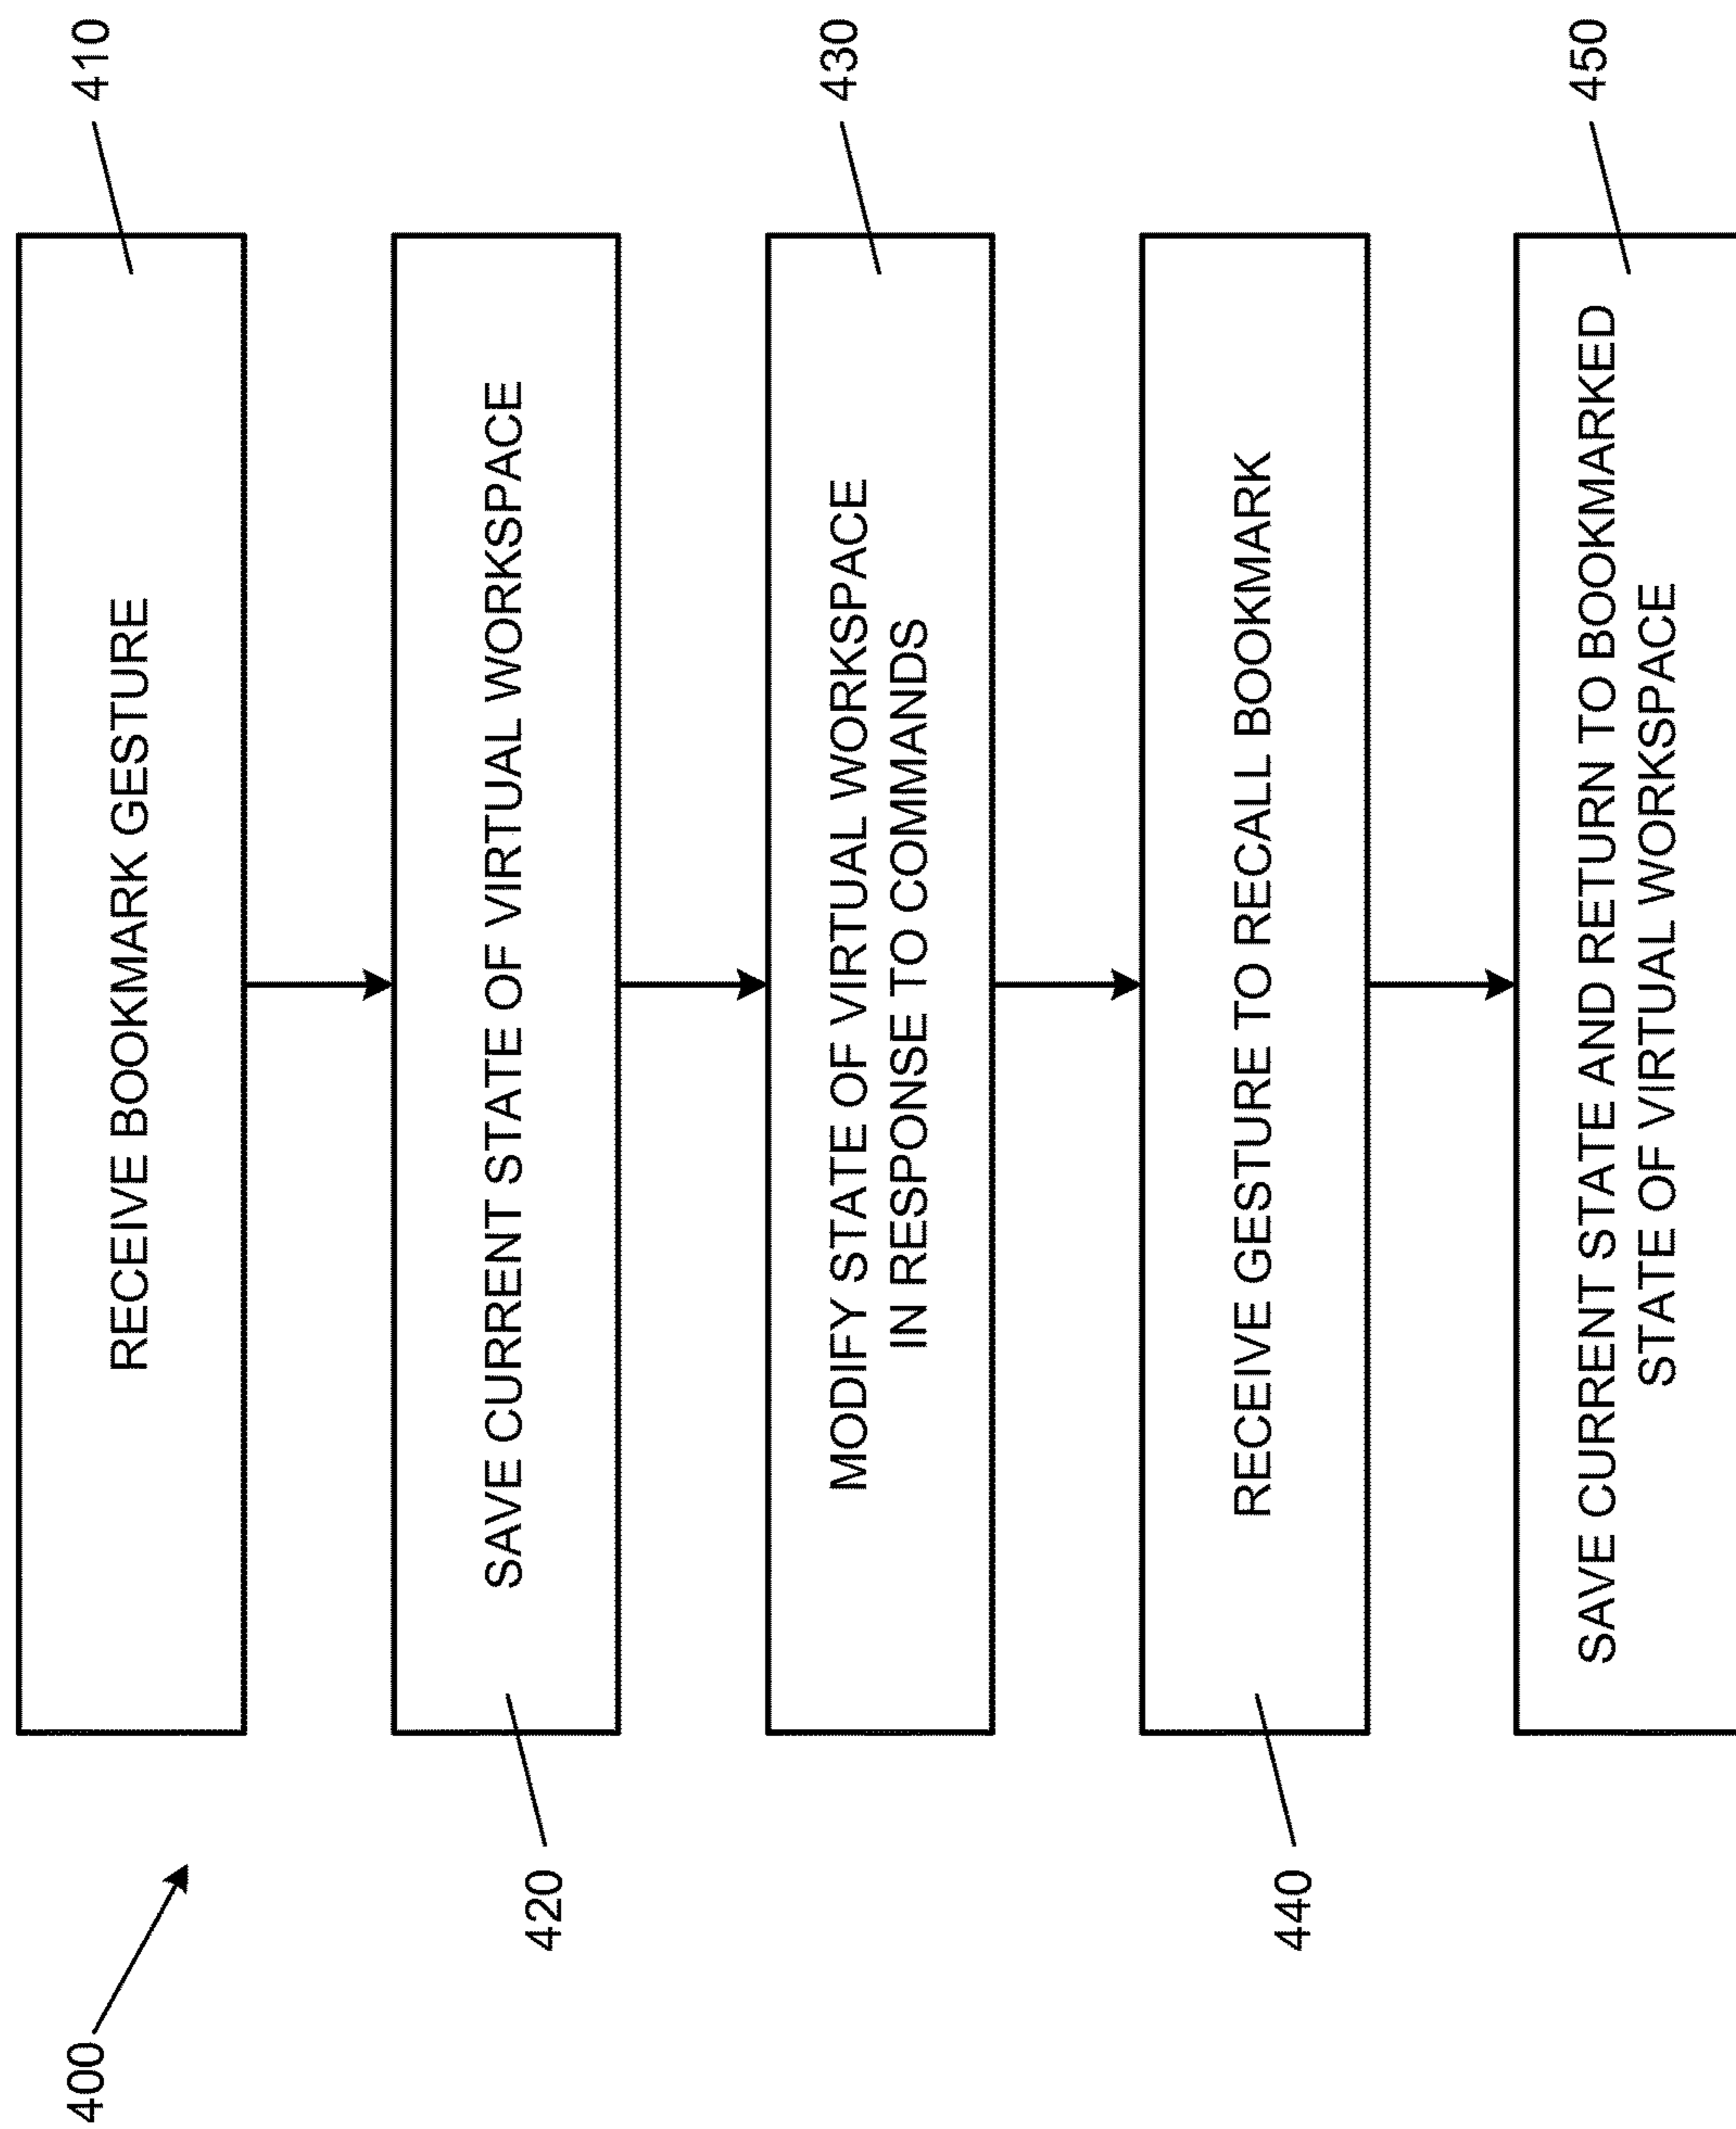 400
410
RECEIVE BOOKMARK GESTURE
420
SAVE CURRENT STATE OF VIRTUAL WORKSPACE
430
MODIFY STATE OF VIRTUAL WORKSPACE
IN RESPONSE TO COMMANDS
440
RECEIVE GESTURE TO RECALL BOOKMARK
450
SAVE CURRENT STATE AND RETURN TO BOOKMARKED
STATE OF VIRTUAL WORKSPACE